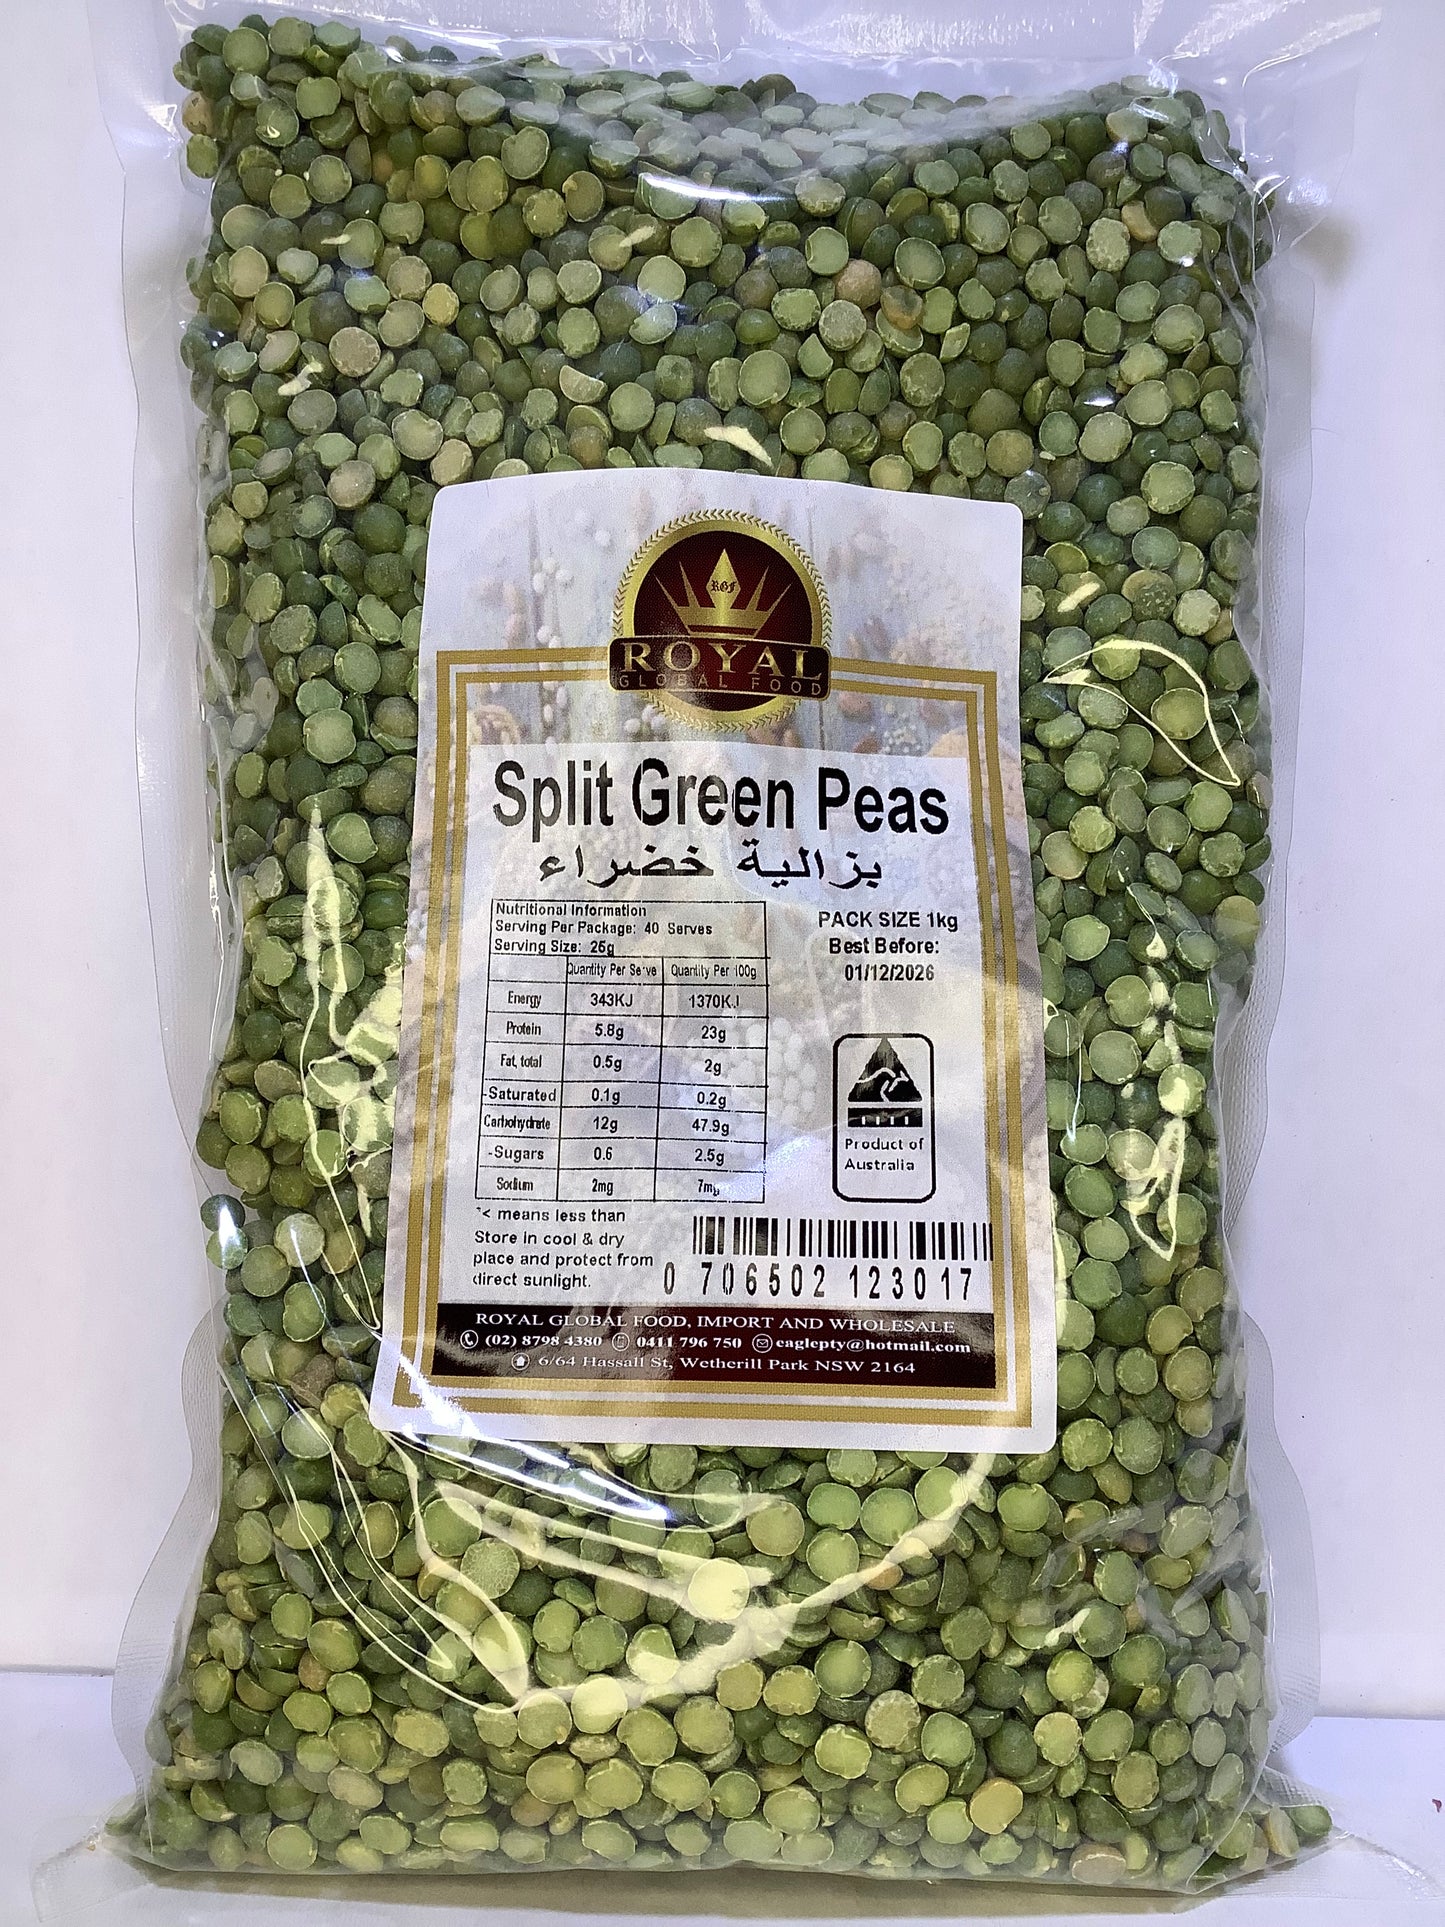 RGF
ROYAL
GLOBAL FOOD
Split Green Peas
بزالية خضراء
Nutritional Information
Serving Per Package: 40 Serves
Serving Size: 25g
Quantity Per Serve Quantity Per 100g
Energy 343KJ 1370KJ
Protein 5.8g 23g
Fat, total 0.5g 2g
-Saturated 0.1g 0.2g
Carbohydrate 12g 47.9g
-Sugars 0.6 2.5g
Sodium 2mg 7mg
PACK SIZE 1kg
Best Before:
01/12/2026
Product of
Australia
*< means less than
Store in cool & dry
place and protect from
direct sunlight.
0 706502 123017
ROYAL GLOBAL FOOD, IMPORT AND WHOLESALE
(02) 8798 4380 0411 796 750 eaglepty@hotmail.com
6/64 Hassall St, Wetherill Park NSW 2164